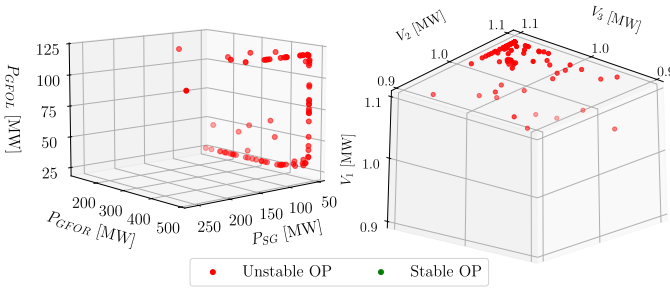 125
100
75
50
25
P_GFOL [MW]
200 300 400 500
P_GFOR [MW]
250 200 150 100 50
P_SG [MW]
V_2 [MW]
1.1 1.1
V_3 [MW]
1.0 1.0
0.9 0.9
1.1
1.0
0.9
V_1 [MW]
Unstable OP Stable OP